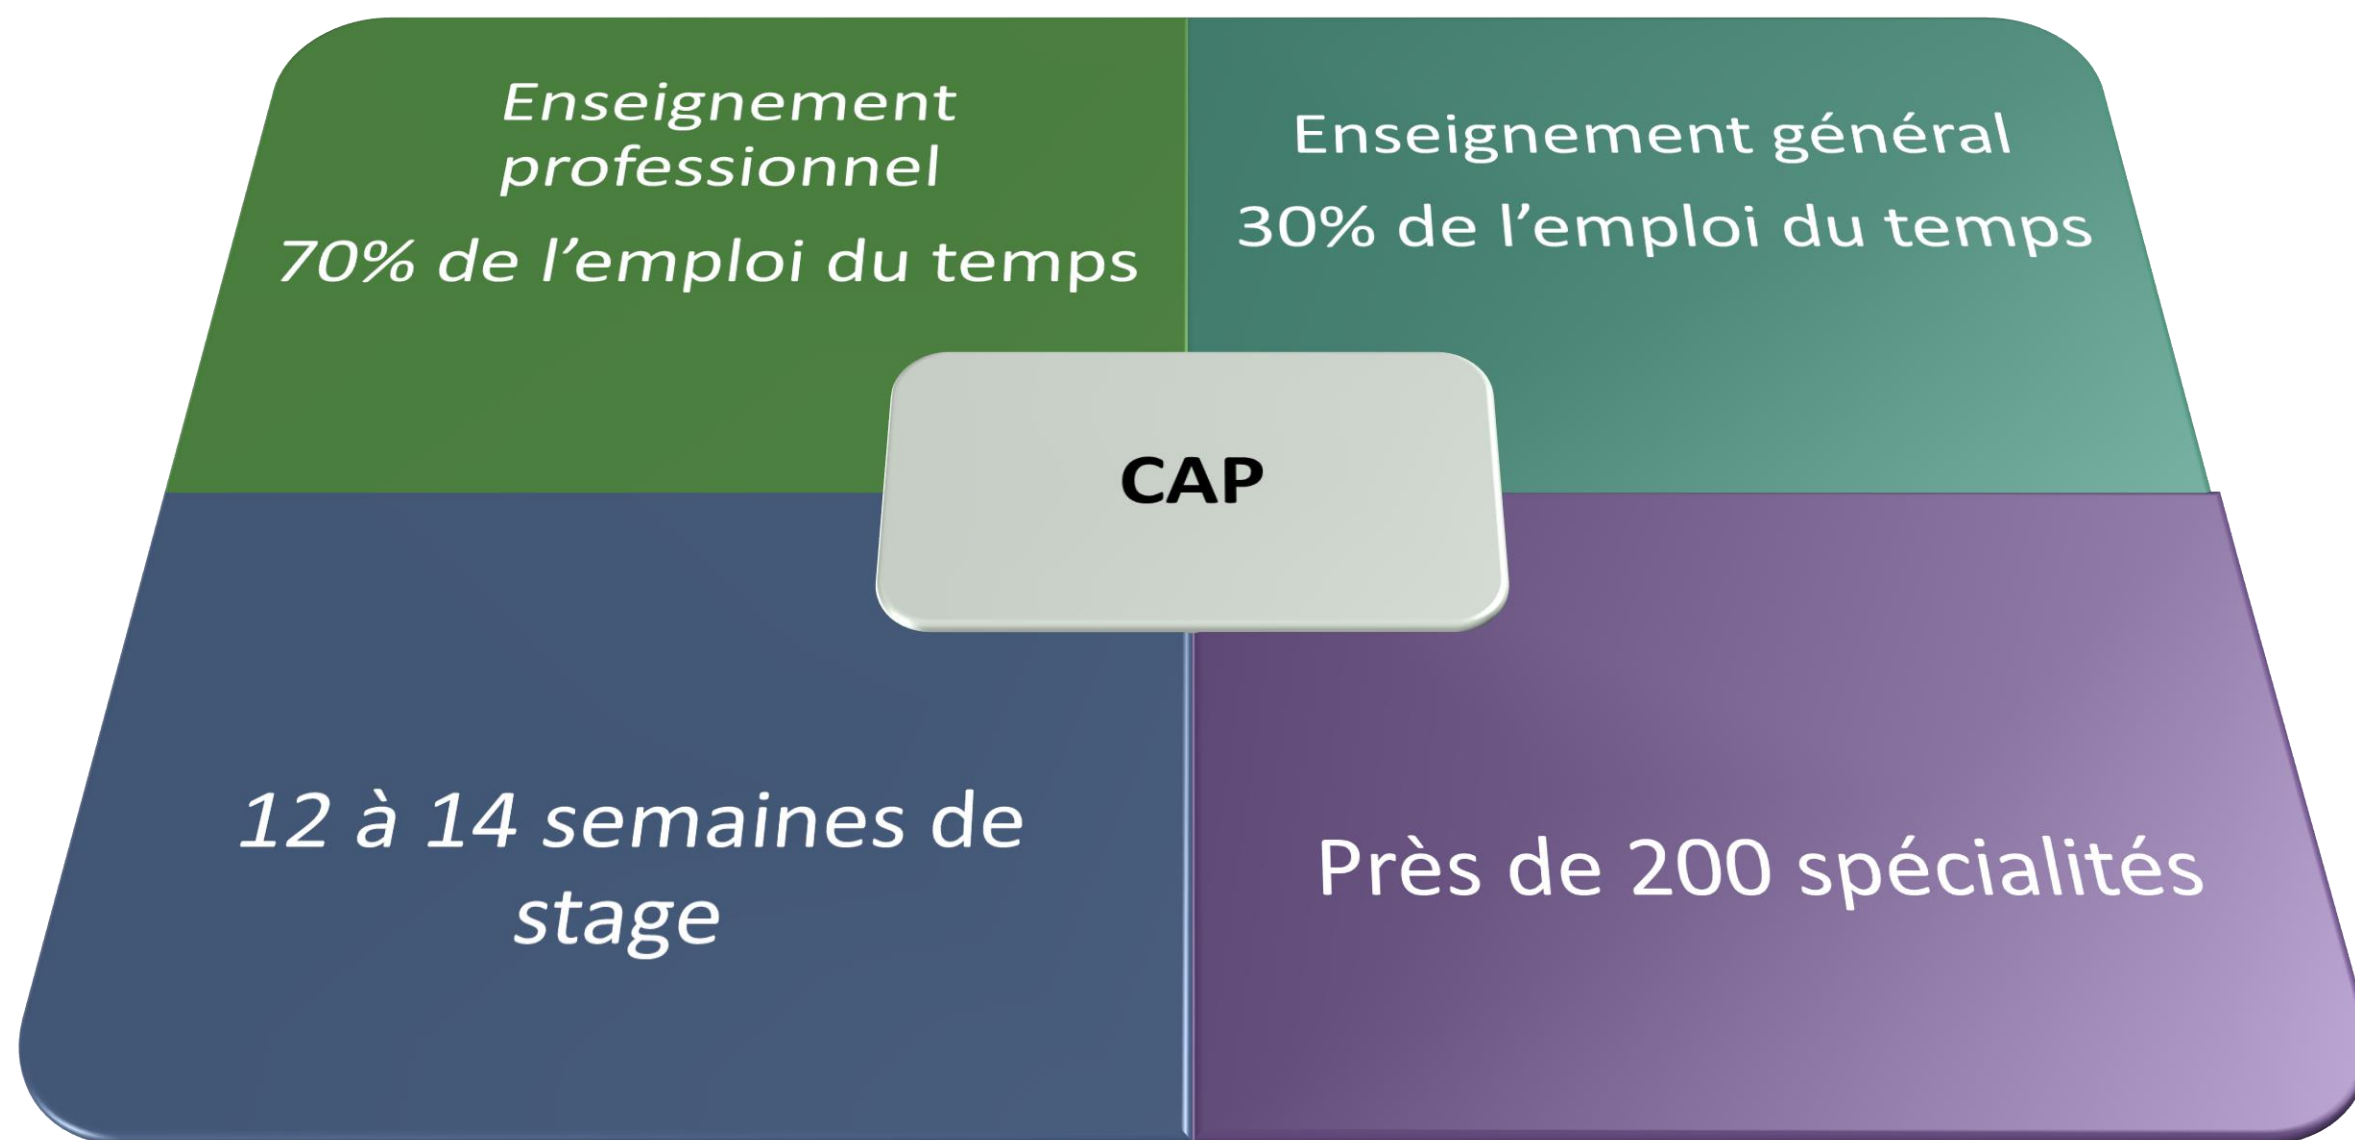 Enseignement
professionnel
70% de l’emploi du temps
Enseignement général
30% de l’emploi du temps
CAP
12 à 14 semaines de
stage
Près de 200 spécialités